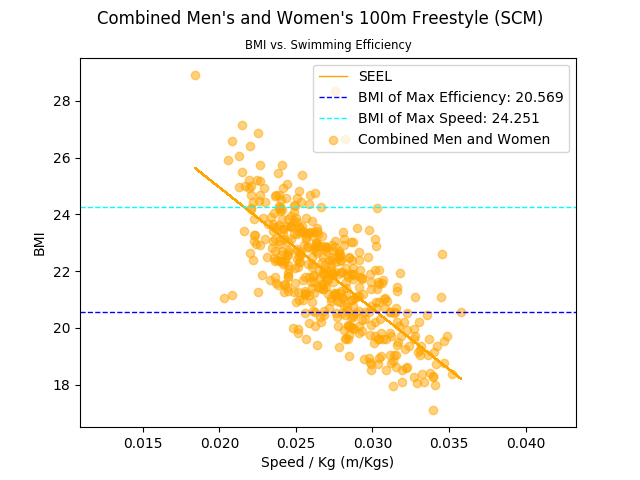 Combined Men's and Women's 100m Freestyle (SCM)
BMI vs. Swimming Efficiency
SEEL
BMI of Max Efficiency: 20.569
BMI of Max Speed: 24.251
Combined Men and Women
28
26
24
22
20
18
BMI
0.015 0.020 0.025 0.030 0.035 0.040
Speed / Kg (m/Kgs)